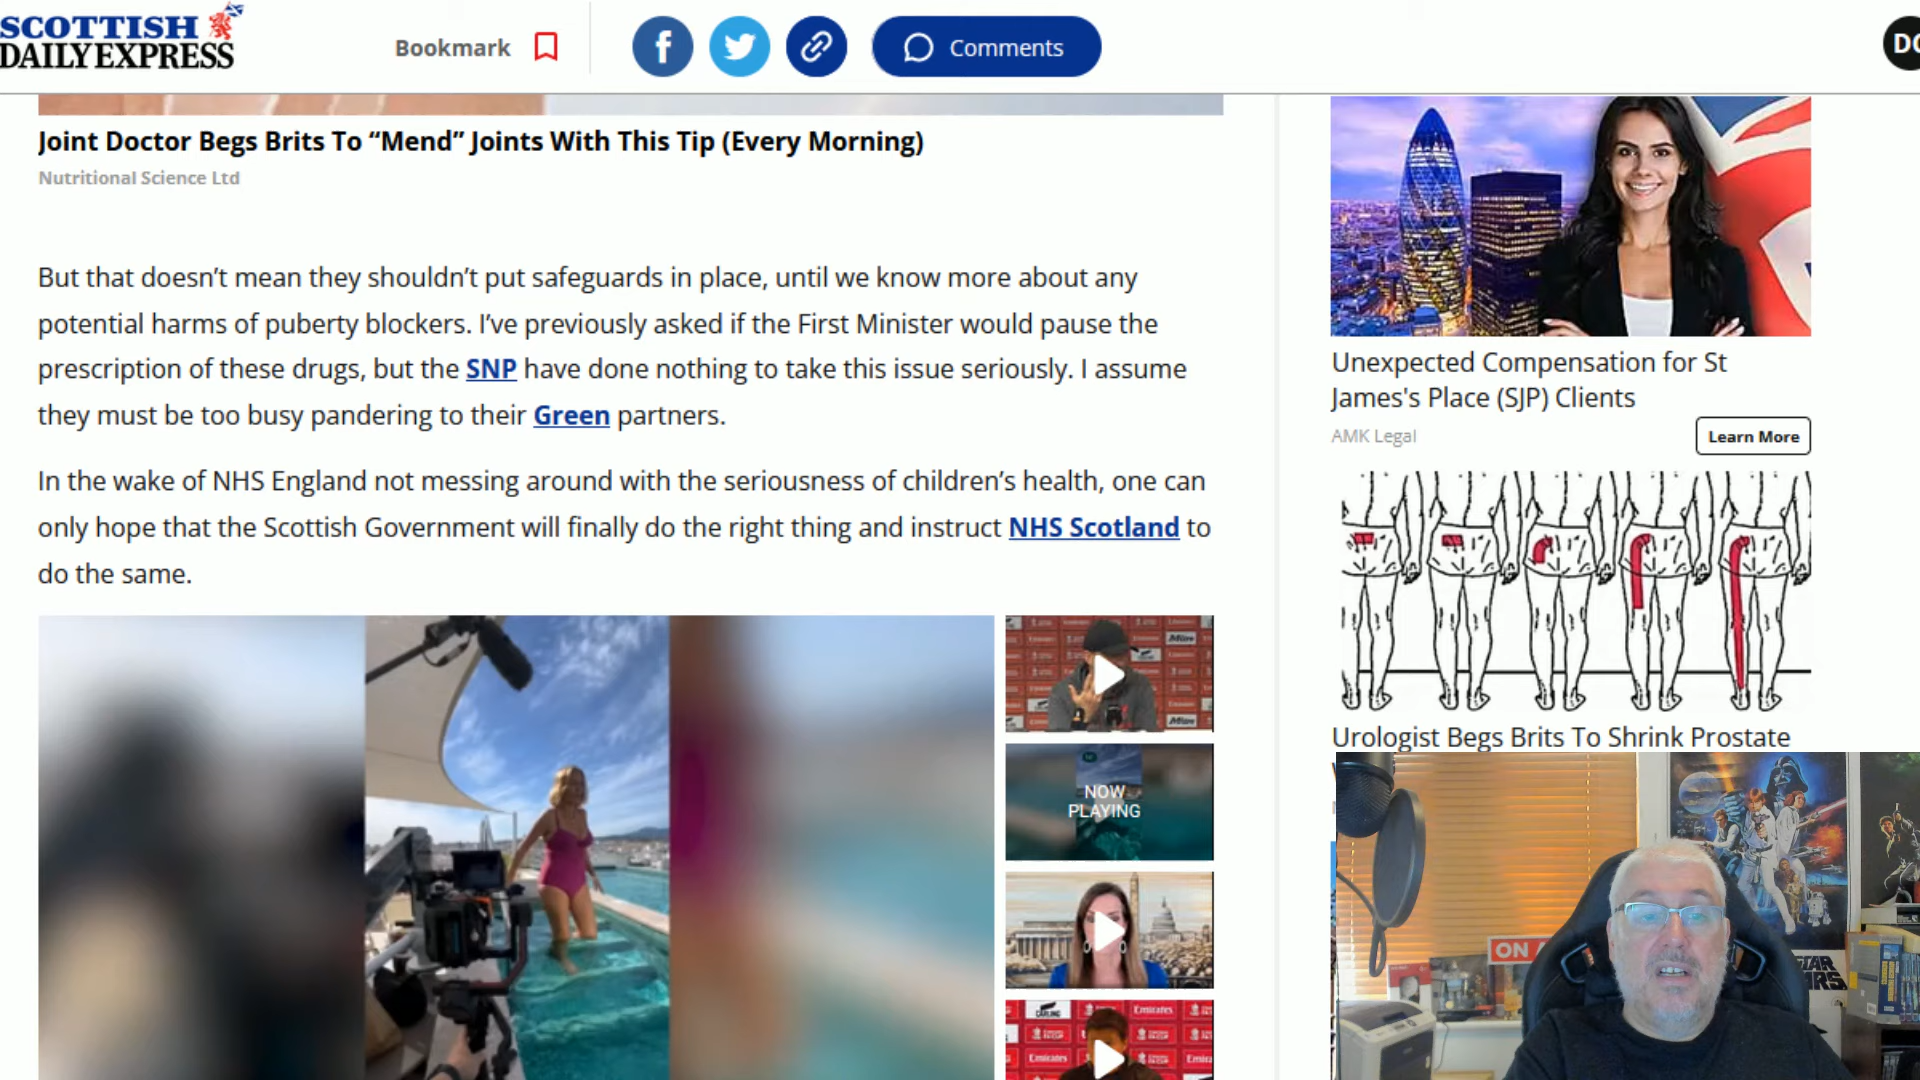 SCOTTISH
DAILY EXPRESS
Bookmark
Comments
Joint Doctor Begs Brits To “Mend” Joints With This Tip (Every Morning)
Nutritional Science Ltd
But that doesn’t mean they shouldn’t put safeguards in place, until we know more about any
potential harms of puberty blockers. I’ve previously asked if the First Minister would pause the
prescription of these drugs, but the SNP have done nothing to take this issue seriously. I assume
they must be too busy pandering to their Green partners.
In the wake of NHS England not messing around with the seriousness of children’s health, one can
only hope that the Scottish Government will finally do the right thing and instruct NHS Scotland to
do the same.
NOW
PLAYING
Emirates
Emirates
Unexpected Compensation for St
James's Place (SJP) Clients
AMK Legal
Learn More
Urologist Begs Brits To Shrink Prostate
ON
STAR
WARS